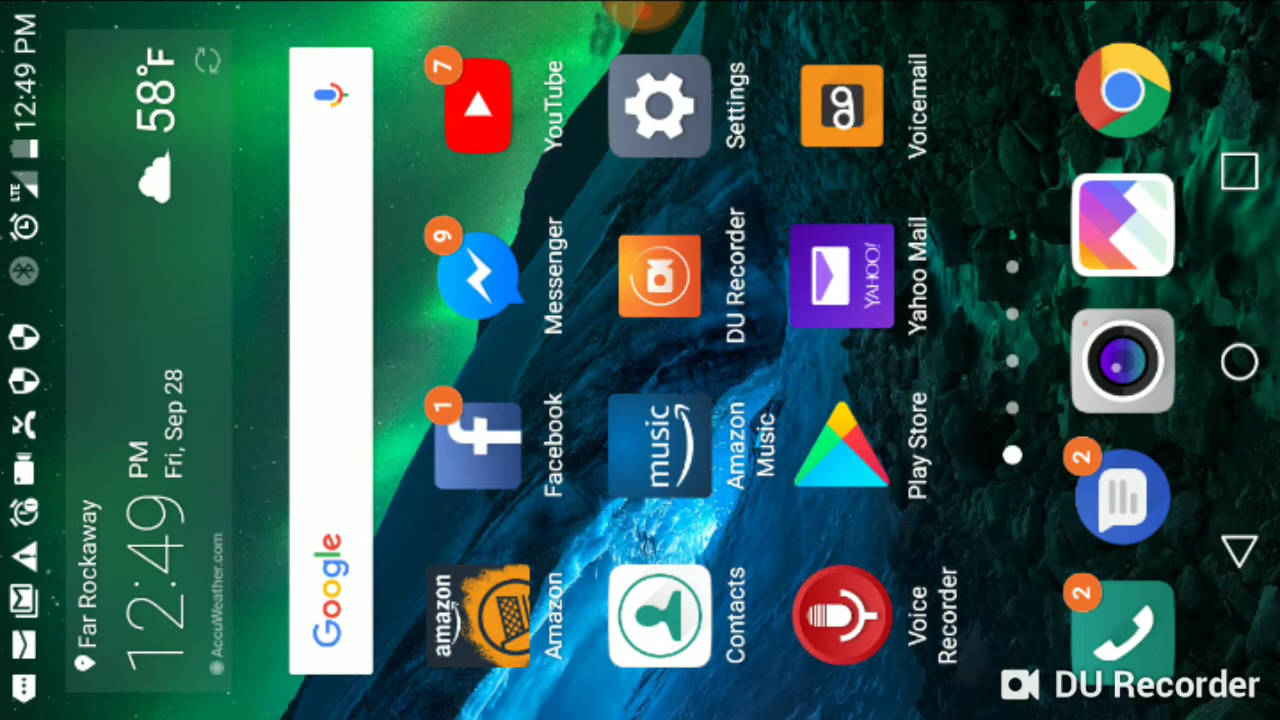 LTE 12:49 PM
Far Rockaway
12:49 PM
Fri, Sep 28
58°F
AccuWeather.com
Google
amazon
Amazon
1
Facebook
9
Messenger
7
YouTube
Contacts
music
Amazon
Music
DU Recorder
Settings
Voice
Recorder
Play Store
YAHOO!
Yahoo Mail
Voicemail
2
2
DU Recorder